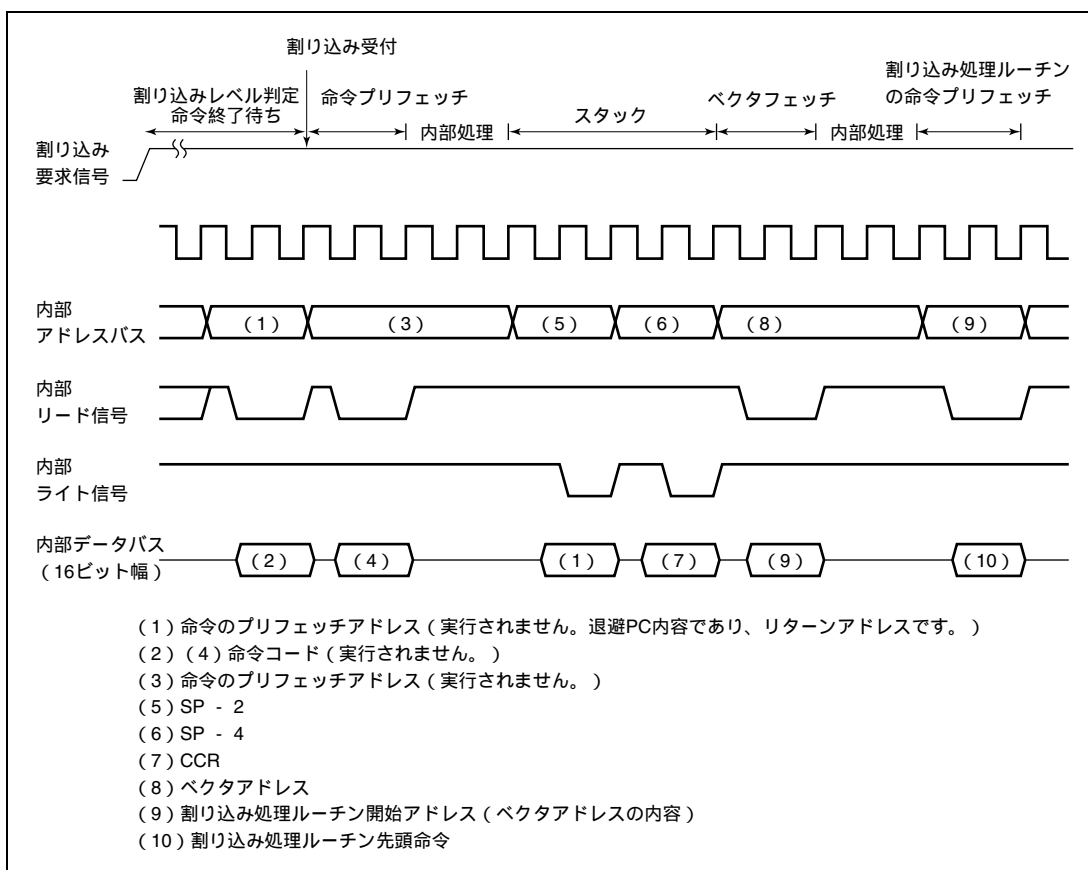 割り込み受付
割り込みレベル判定
命令終了待ち
命令プリフェッチ
内部処理
スタック
ベクタフェッチ
内部処理
割り込み処理ルーチン
の命令プリフェッチ
割り込み
要求信号
内部
アドレスバス
(1)
(3)
(5)
(6)
(8)
(9)
内部
リード信号
内部
ライト信号
内部データバス
(16ビット幅)
(2)
(4)
(1)
(7)
(9)
(10)
(1)命令のプリフェッチアドレス(実行されません。退避PC内容であり、リターンアドレスです。)
(2)(4)命令コード(実行されません。)
(3)命令のプリフェッチアドレス(実行されません。)
(5)SP - 2
(6)SP - 4
(7)CCR
(8)ベクタアドレス
(9)割り込み処理ルーチン開始アドレス(ベクタアドレスの内容)
(10)割り込み処理ルーチン先頭命令